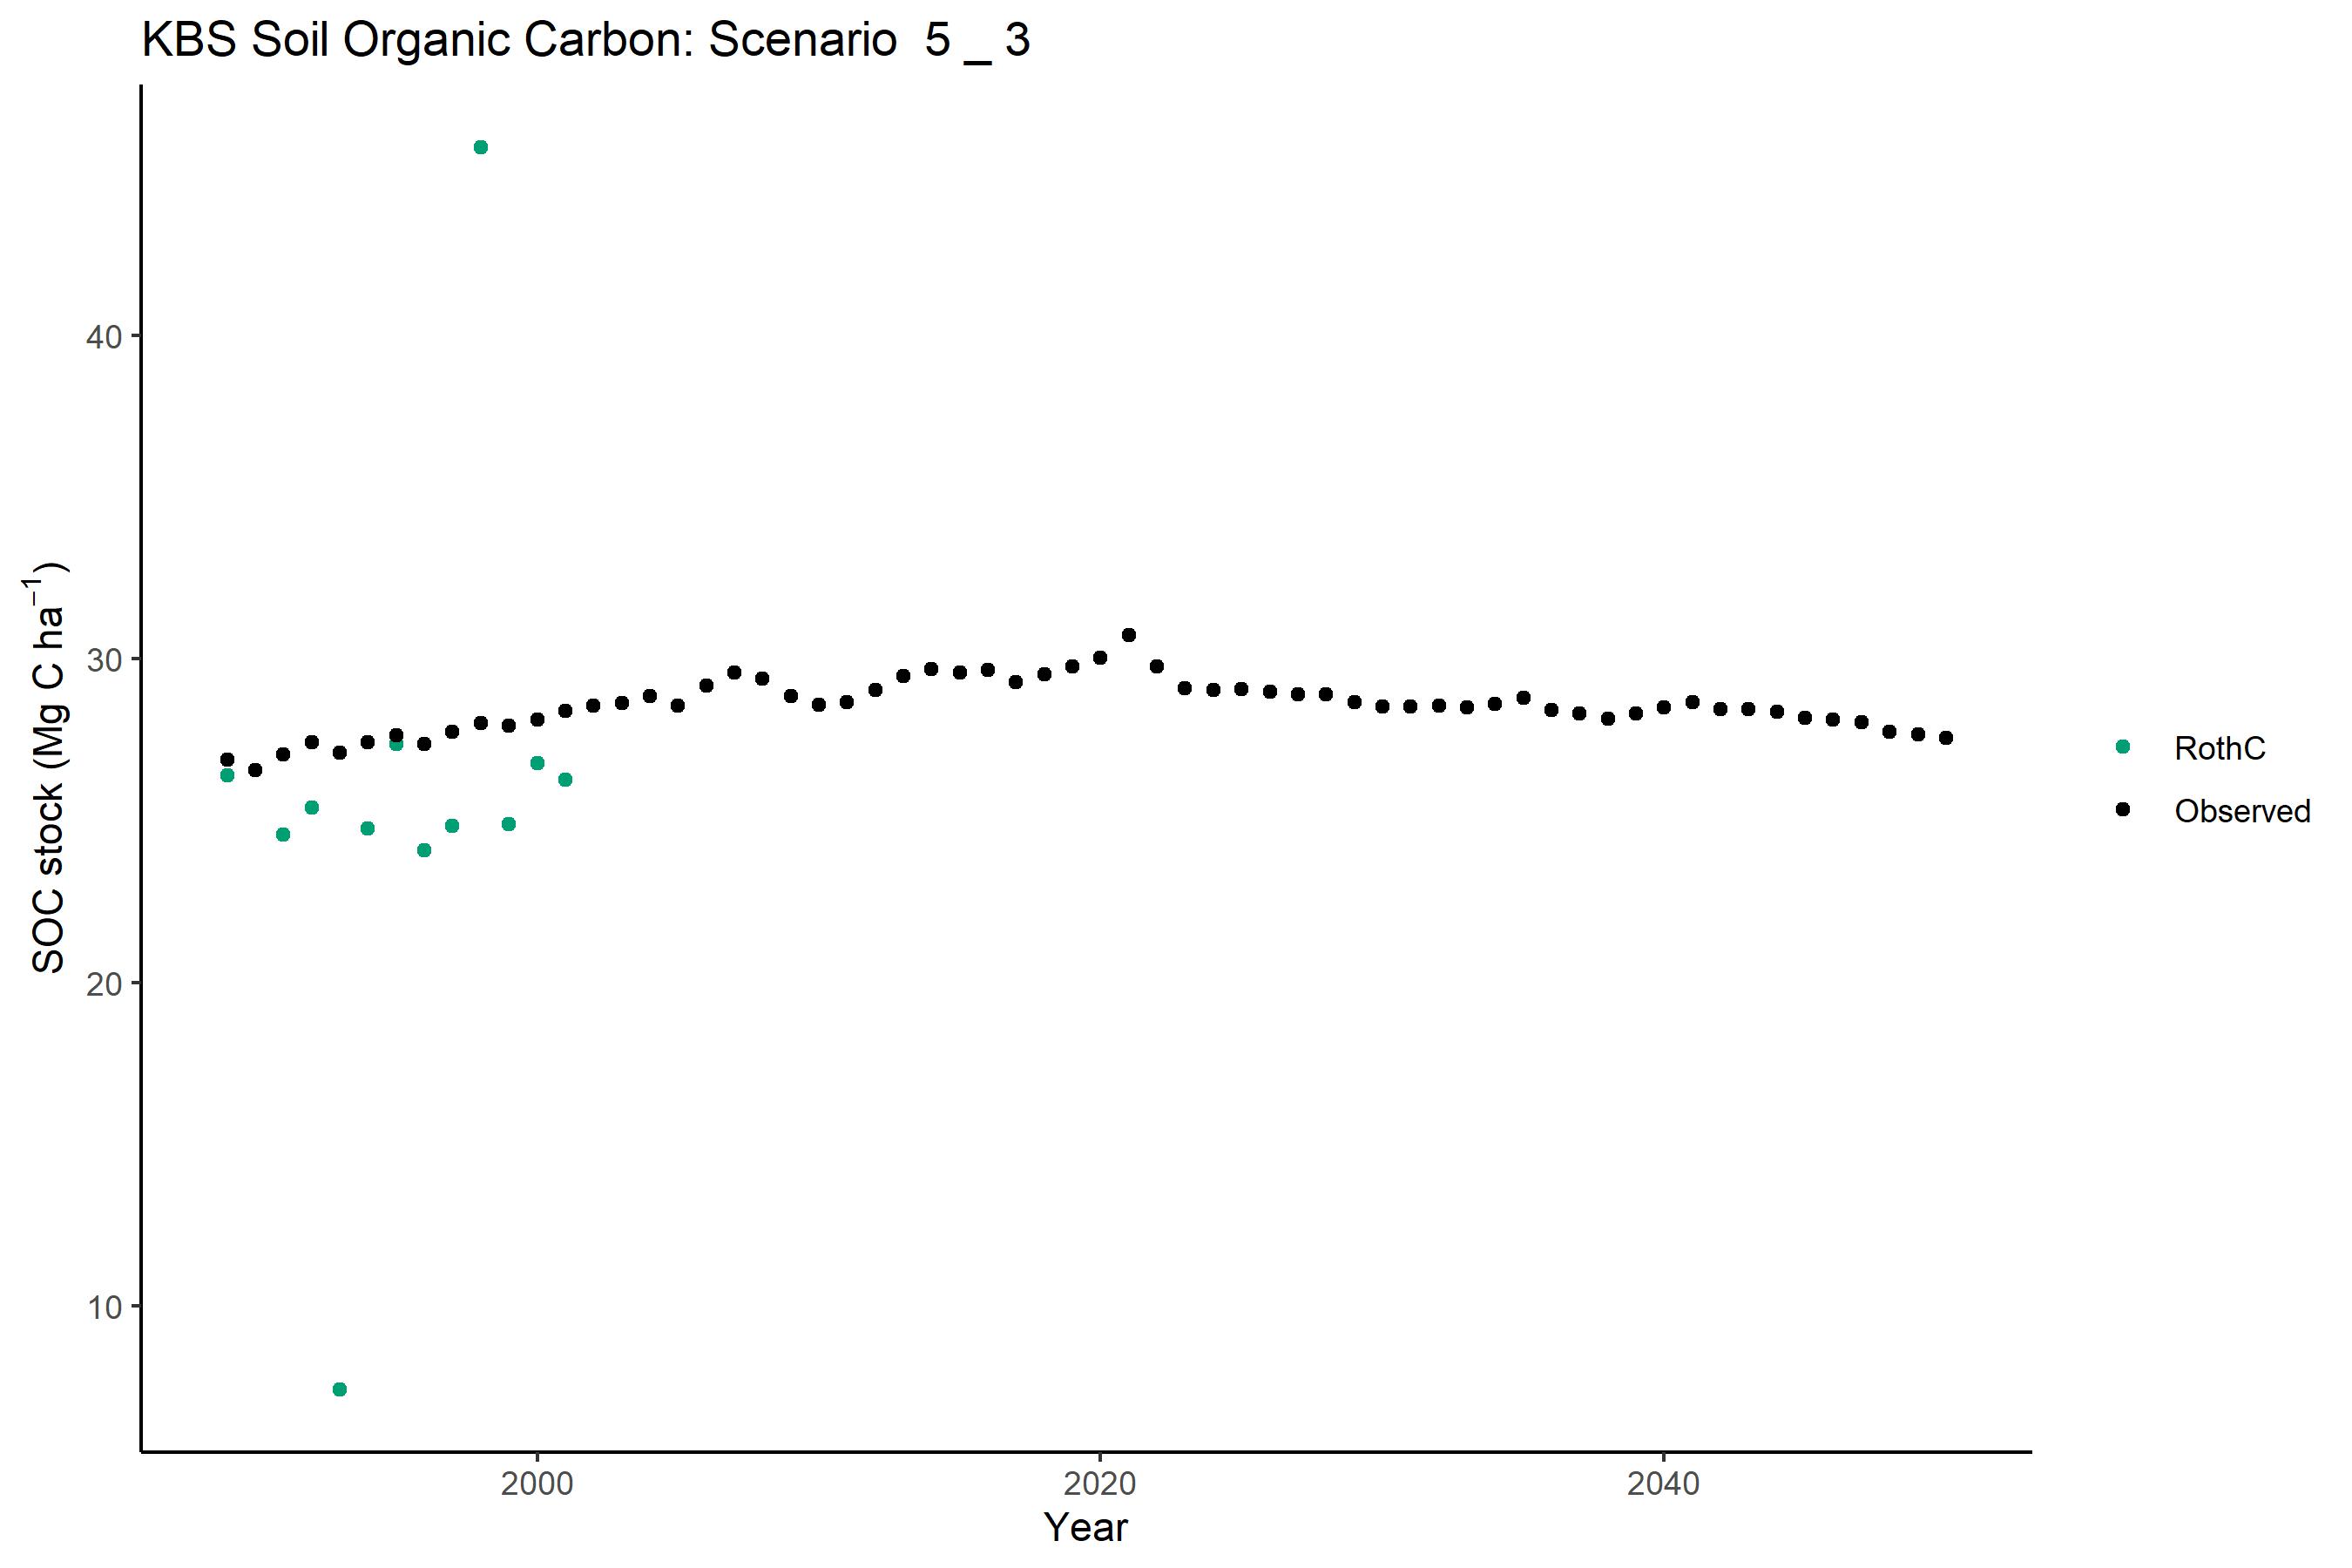 KBS Soil Organic Carbon: Scenario  5 _ 3
SOC stock (Mg C ha⁻¹)
40
30
20
10
2000
2020
2040
Year
RothC
Observed